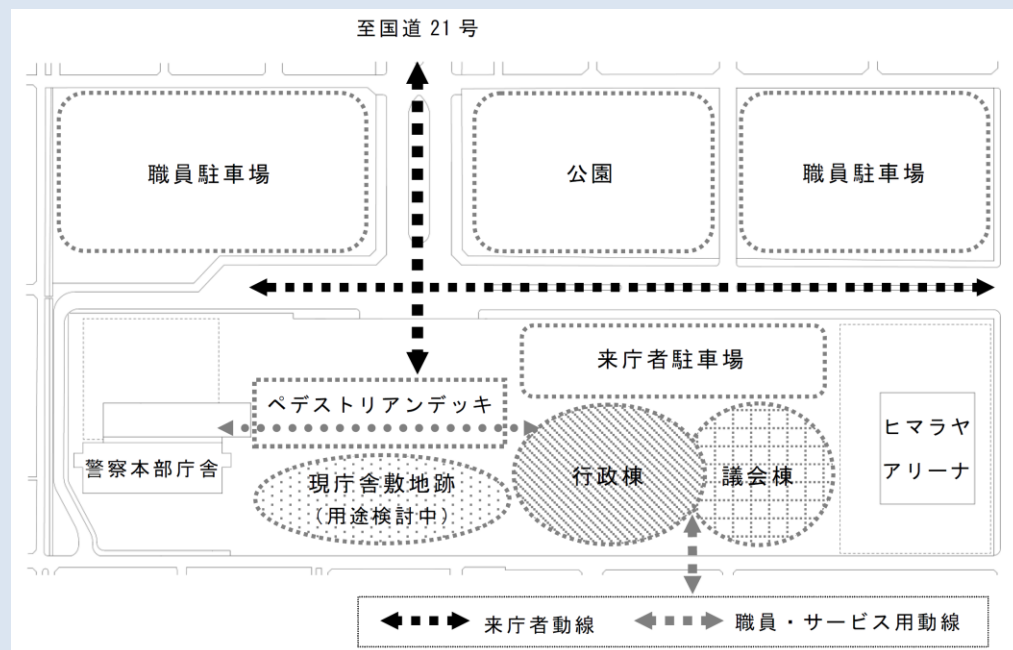 至国道 21 号
職員駐車場
公園
職員駐車場
来庁者駐車場
ペデストリアンデッキ
ヒマラヤ
アリーナ
警察本部庁舎
現庁舎敷地跡
(用途検討中)
行政棟
議会棟
来庁者動線
職員・サービス用動線